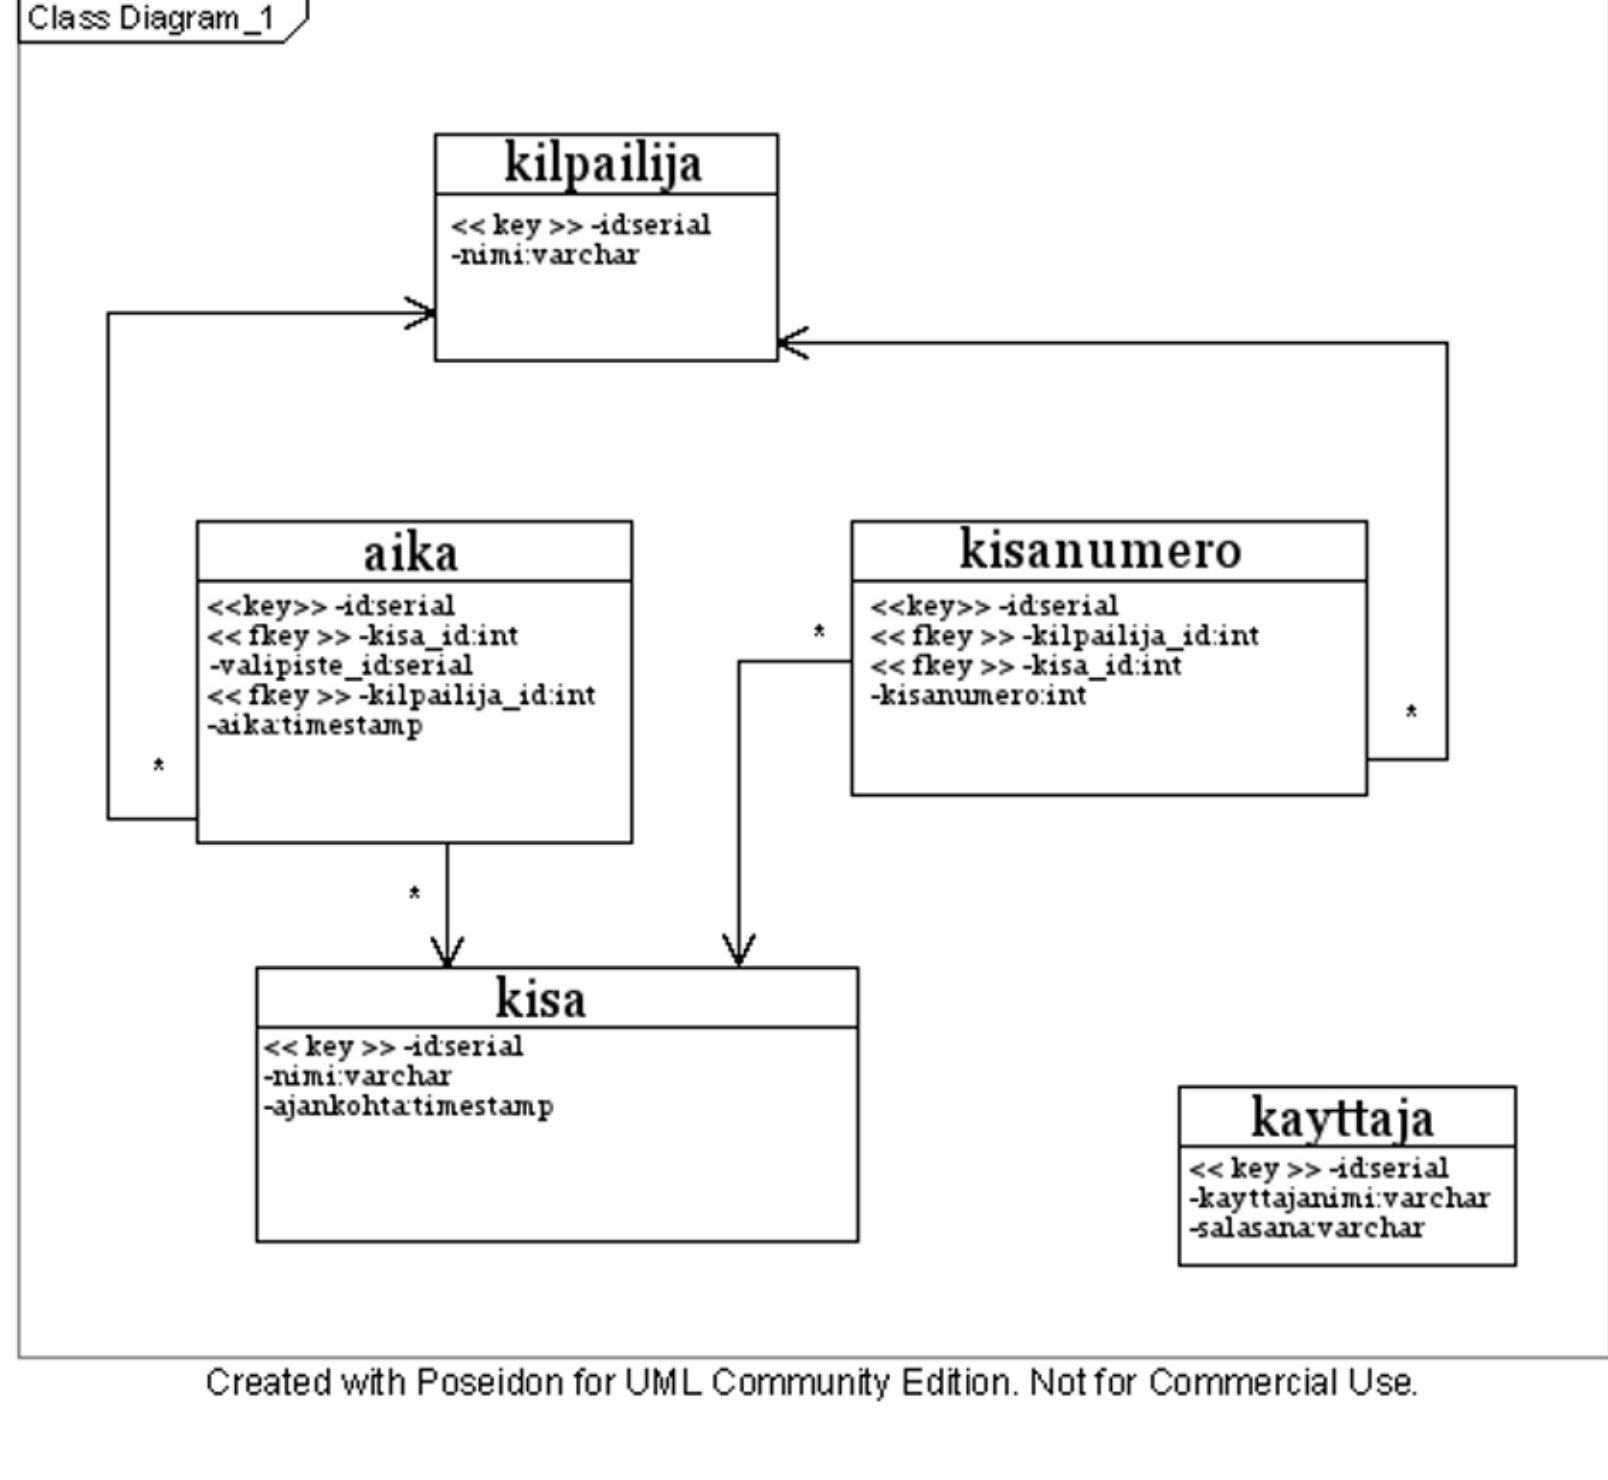 Class Diagram_1
kilpailija
<< key >> -id:serial
-nimi:varchar
aika
<<key>> -id:serial
<< fkey >> -kisa_id:int
-valipiste_id:serial
<< fkey >> -kilpailija_id:int
-aika:timestamp
*
*
kisanumero
<<key>> -id:serial
<< fkey >> -kilpailija_id:int
<< fkey >> -kisa_id:int
-kisanumero:int
*
*
kisa
<< key >> -id:serial
-nimi:varchar
-ajankohta:timestamp
kayttaja
<< key >> -id:serial
-kayttajanimi:varchar
-salasana:varchar
Created with Poseidon for UML Community Edition. Not for Commercial Use.